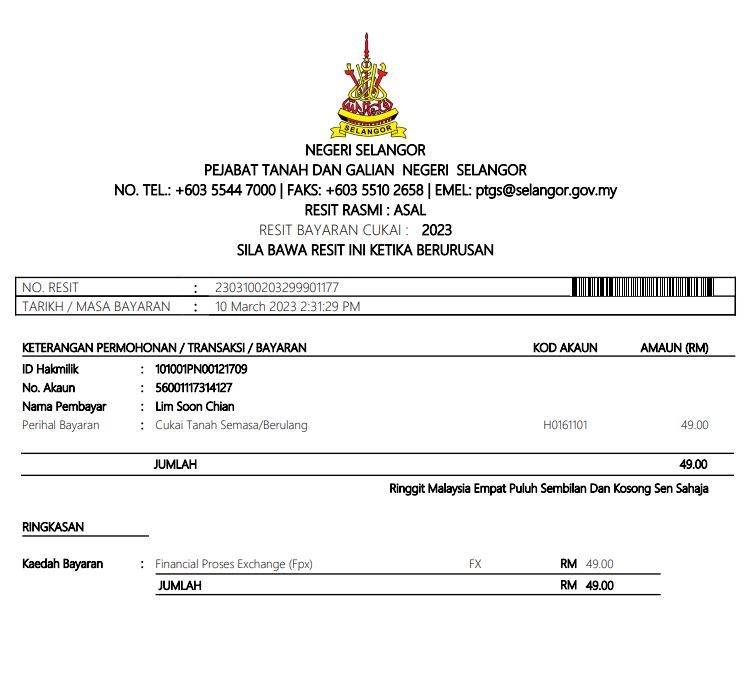 SELANGOR
NEGERI SELANGOR
PEJABAT TANAH DAN GALIAN NEGERI SELANGOR
NO. TEL.: +603 5544 7000 | FAKS: +603 5510 2658 | EMEL: ptgs@selangor.gov.my
RESIT RASMI : ASAL
RESIT BAYARAN CUKAI : 2023
SILA BAWA RESIT INI KETIKA BERURUSAN
NO. RESIT : 2303100203299901177
TARIKH / MASA BAYARAN : 10 March 2023 2:31:29 PM
KETERANGAN PERMOHONAN / TRANSAKSI / BAYARAN KOD AKAUN AMAUN (RM)
ID Hakmilik : 101001PN00121709
No. Akaun : 56001117314127
Nama Pembayar : Lim Soon Chian
Perihal Bayaran : Cukai Tanah Semasa/Berulang H0161101 49.00
JUMLAH 49.00
Ringgit Malaysia Empat Puluh Sembilan Dan Kosong Sen Sahaja
RINGKASAN
Kaedah Bayaran : Financial Proses Exchange (Fpx) FX RM 49.00
JUMLAH RM 49.00